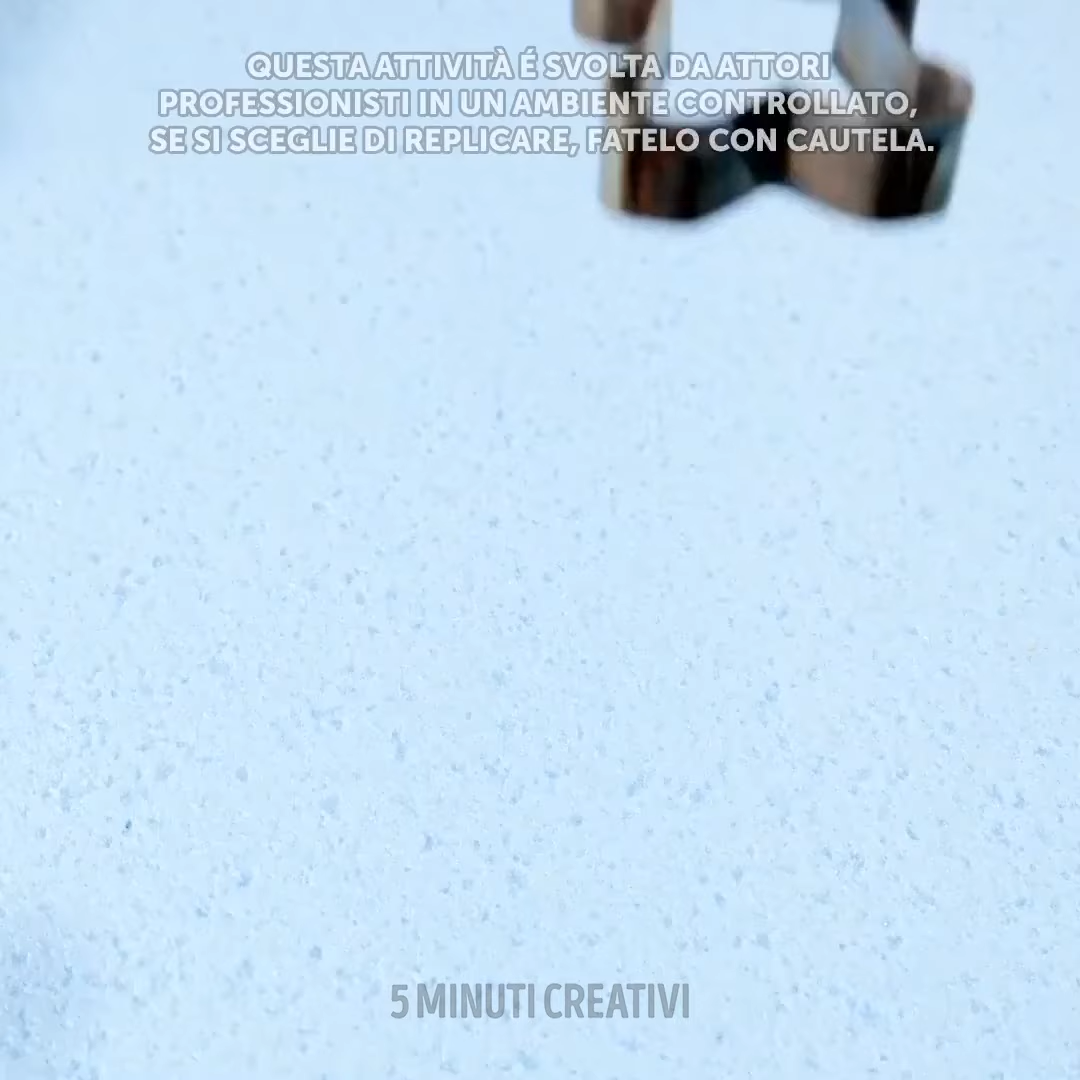 QUESTA ATTIVITÀ É SVOLTA DA ATTORI
PROFESSIONISTI IN UN AMBIENTE CONTROLLATO,
SE SI SCEGLIE DI REPLICARE, FATELO CON CAUTELA.
5 MINUTI CREATIVI